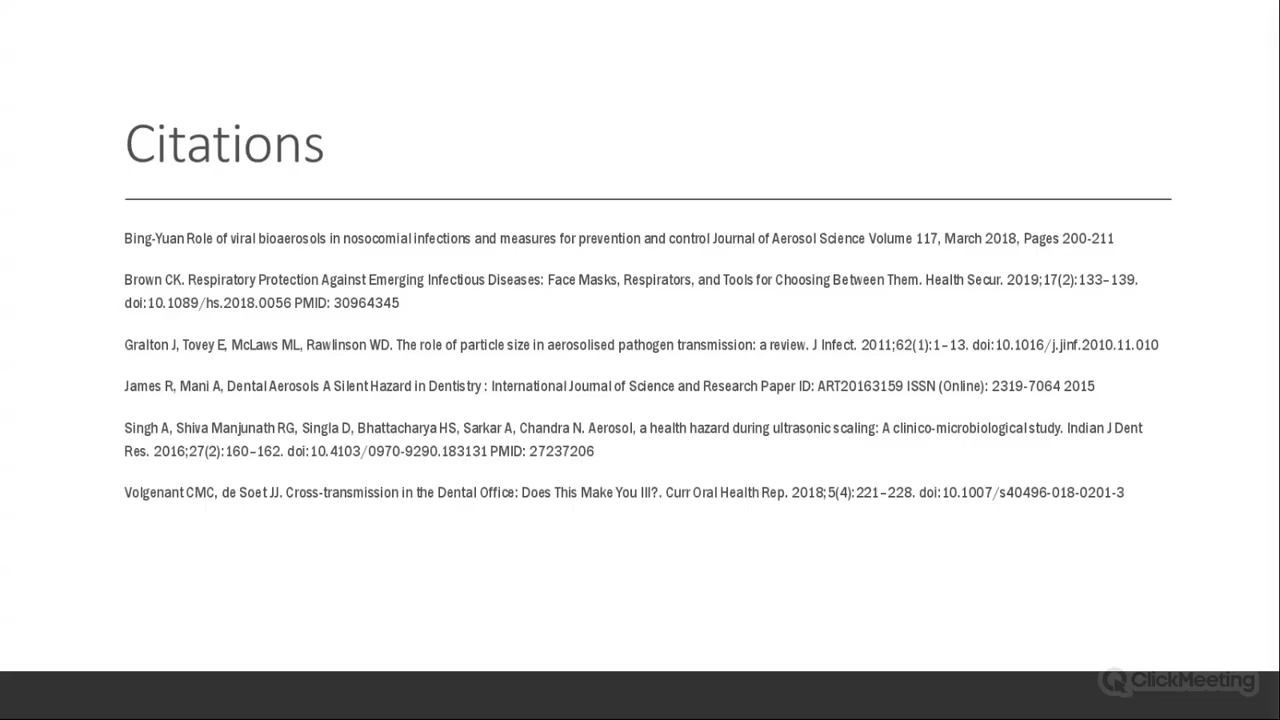 Citations
Bing-Yuan Role of viral bioaerosols in nosocomial infections and measures for prevention and control Journal of Aerosol Science Volume 117, March 2018, Pages 200-211
Brown CK. Respiratory Protection Against Emerging Infectious Diseases: Face Masks, Respirators, and Tools for Choosing Between Them. Health Secur. 2019;17(2):133–139.
doi:10.1089/hs.2018.0056 PMID: 30964345
Gralton J, Tovey E, McLaws ML, Rawlinson WD. The role of particle size in aerosolised pathogen transmission: a review. J Infect. 2011;62(1):1–13. doi:10.1016/j.jinf.2010.11.010
James R, Mani A, Dental Aerosols A Silent Hazard in Dentistry : International Journal of Science and Research Paper ID: ART20163159 ISSN (Online): 2319-7064 2015
Singh A, Shiva Manjunath RG, Singla D, Bhattacharya HS, Sarkar A, Chandra N. Aerosol, a health hazard during ultrasonic scaling: A clinico-microbiological study. Indian J Dent
Res. 2016;27(2):160–162. doi:10.4103/0970-9290.183131 PMID: 27237206
Volgenant CMC, de Soet JJ. Cross-transmission in the Dental Office: Does This Make You Ill?. Curr Oral Health Rep. 2018;5(4):221–228. doi:10.1007/s40496-018-0201-3
ClickMeeting